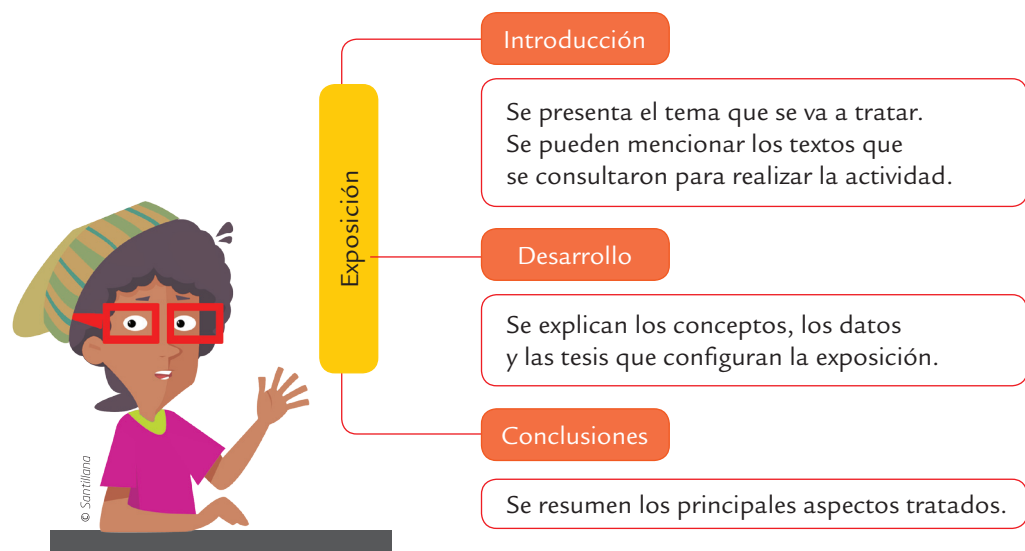 Exposición
Introducción
Se presenta el tema que se va a tratar.
Se pueden mencionar los textos que
se consultaron para realizar la actividad.
Desarrollo
Se explican los conceptos, los datos
y las tesis que configuran la exposición.
Conclusiones
Se resumen los principales aspectos tratados.
© Santillana